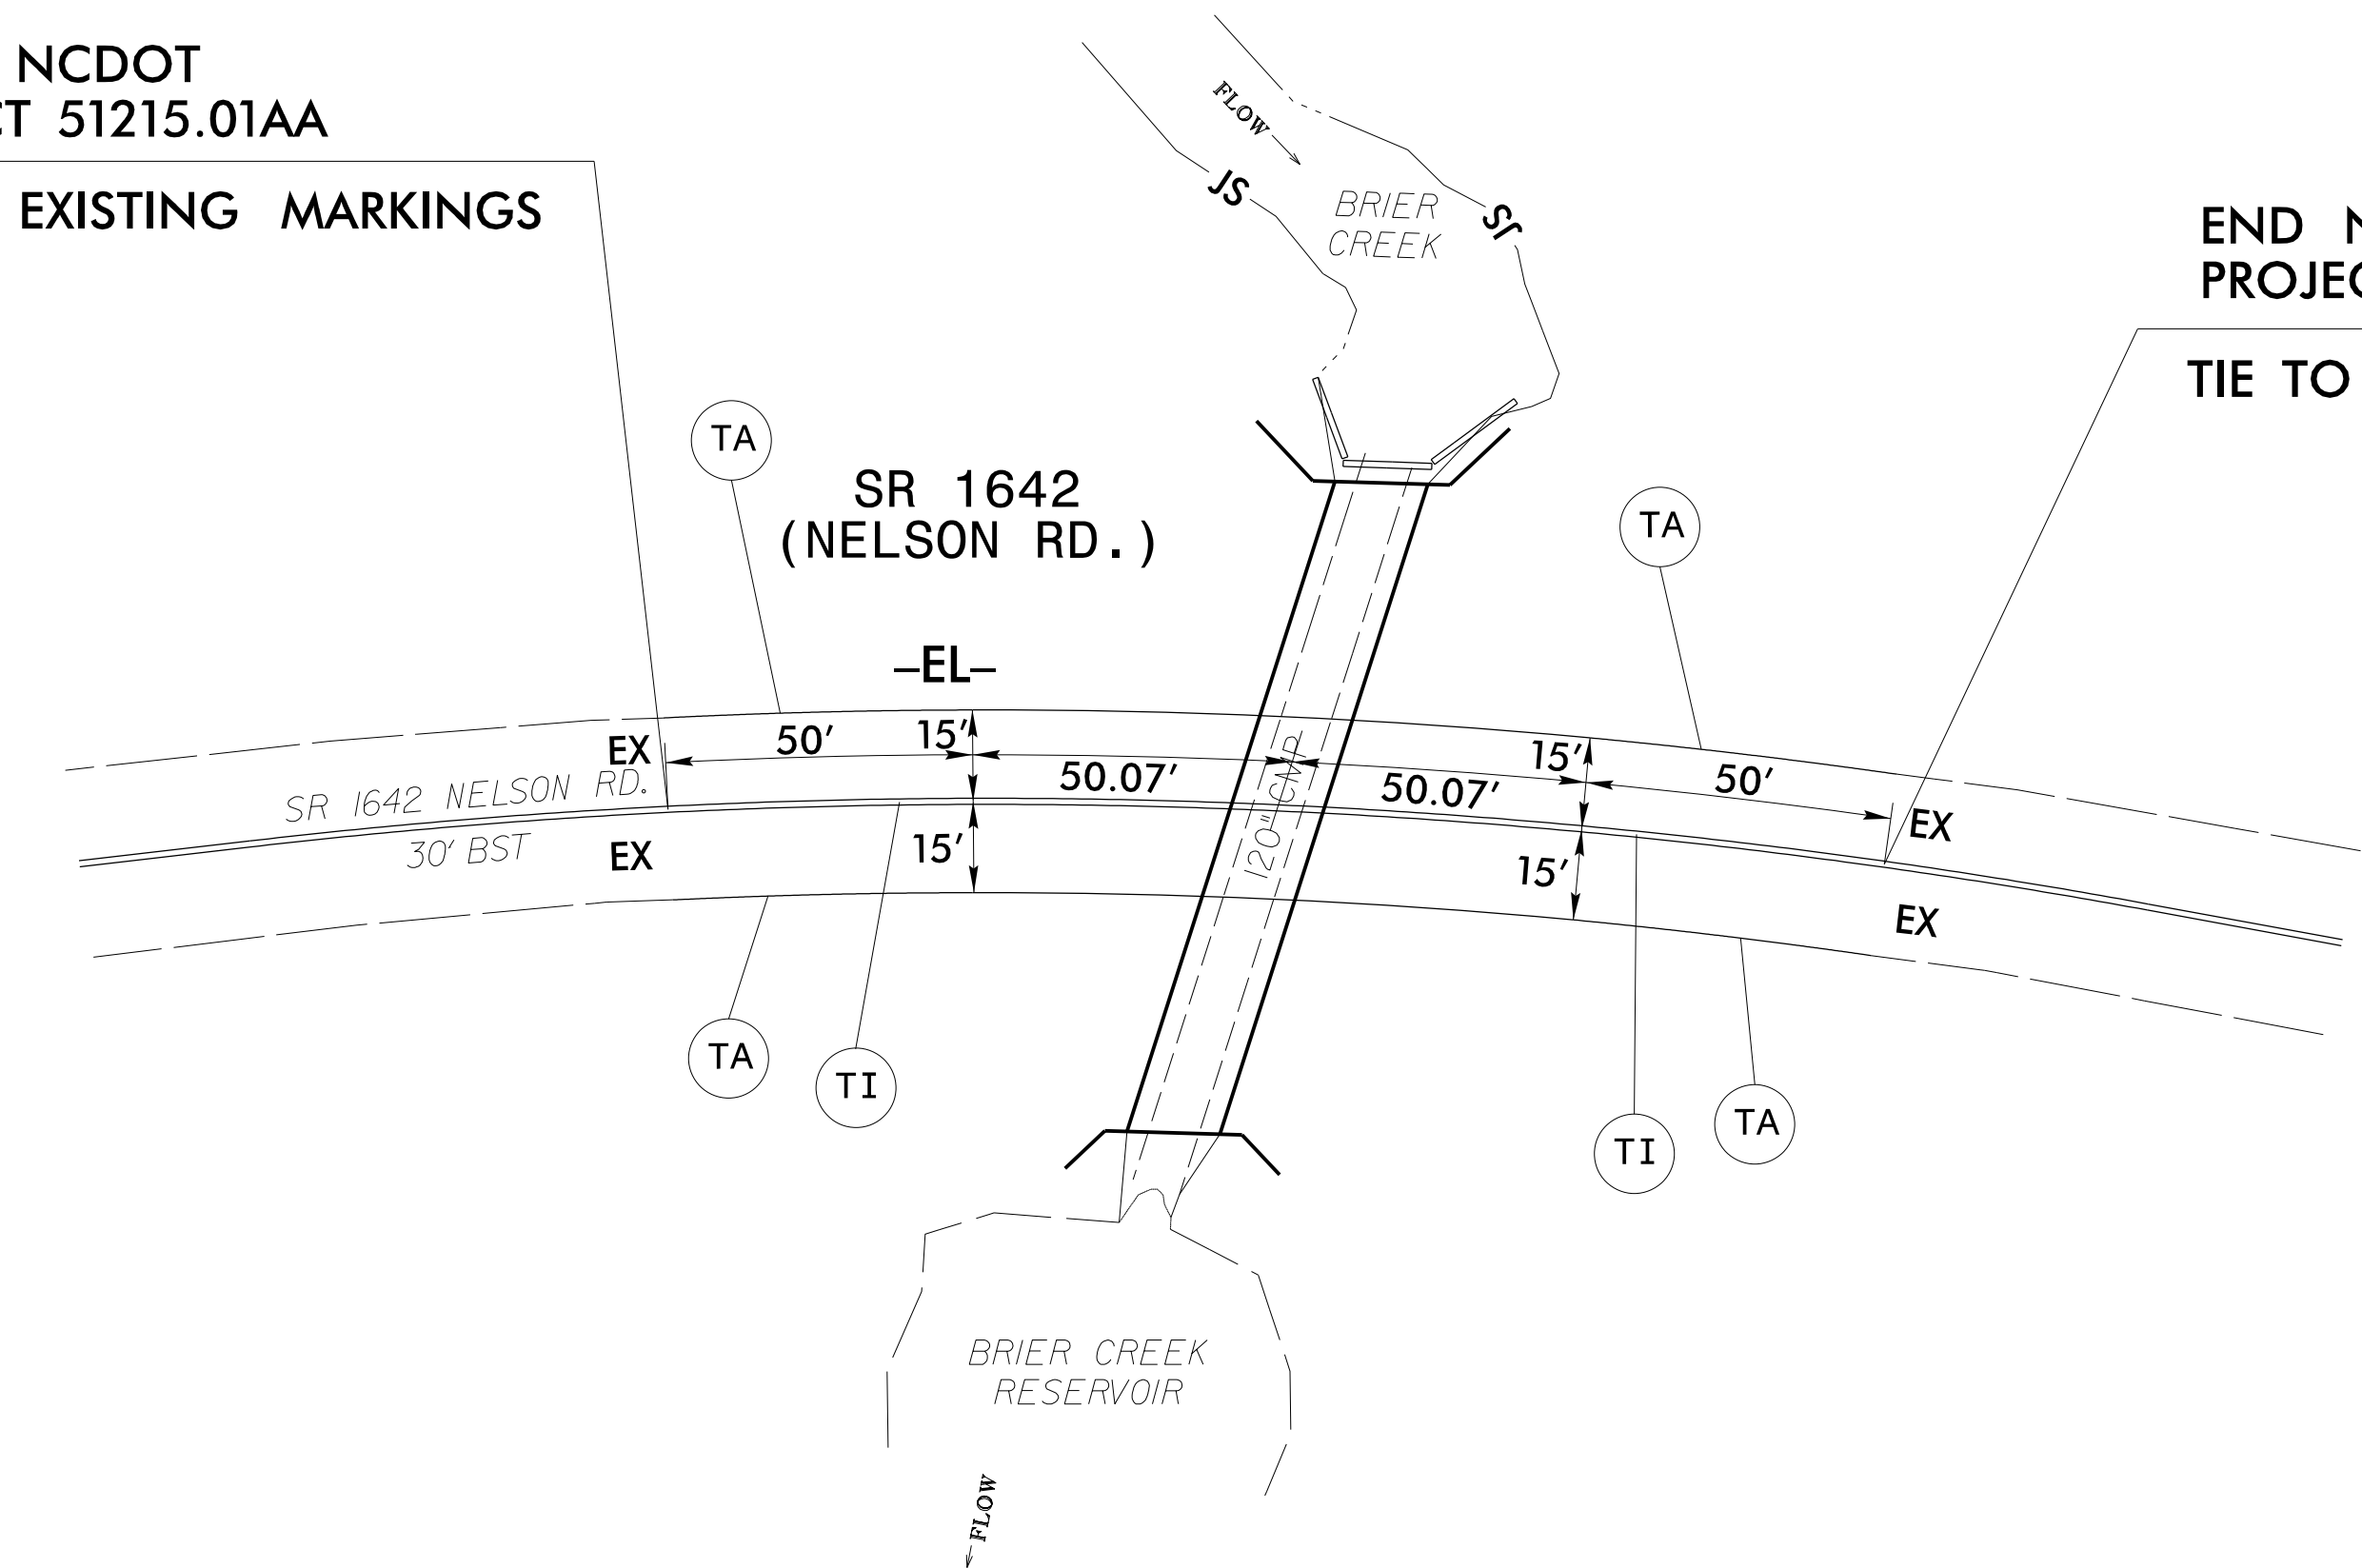 NCDOT
CT 51215.01AA
EXISTING MARKINGS
FLOW
JS
BRIER
CREEK
JS
END N
PROJEC
TIE TO
TA
SR 1642
(NELSON RD.)
TA
-EL-
EX
50'
15'
50.07'
15'
50.07'
50'
EX
SR 1642 NELSON RD.
30' BST
EX
15'
120" CMP
15'
EX
TA
TI
TI
TA
BRIER CREEK
RESERVOIR
FLOW